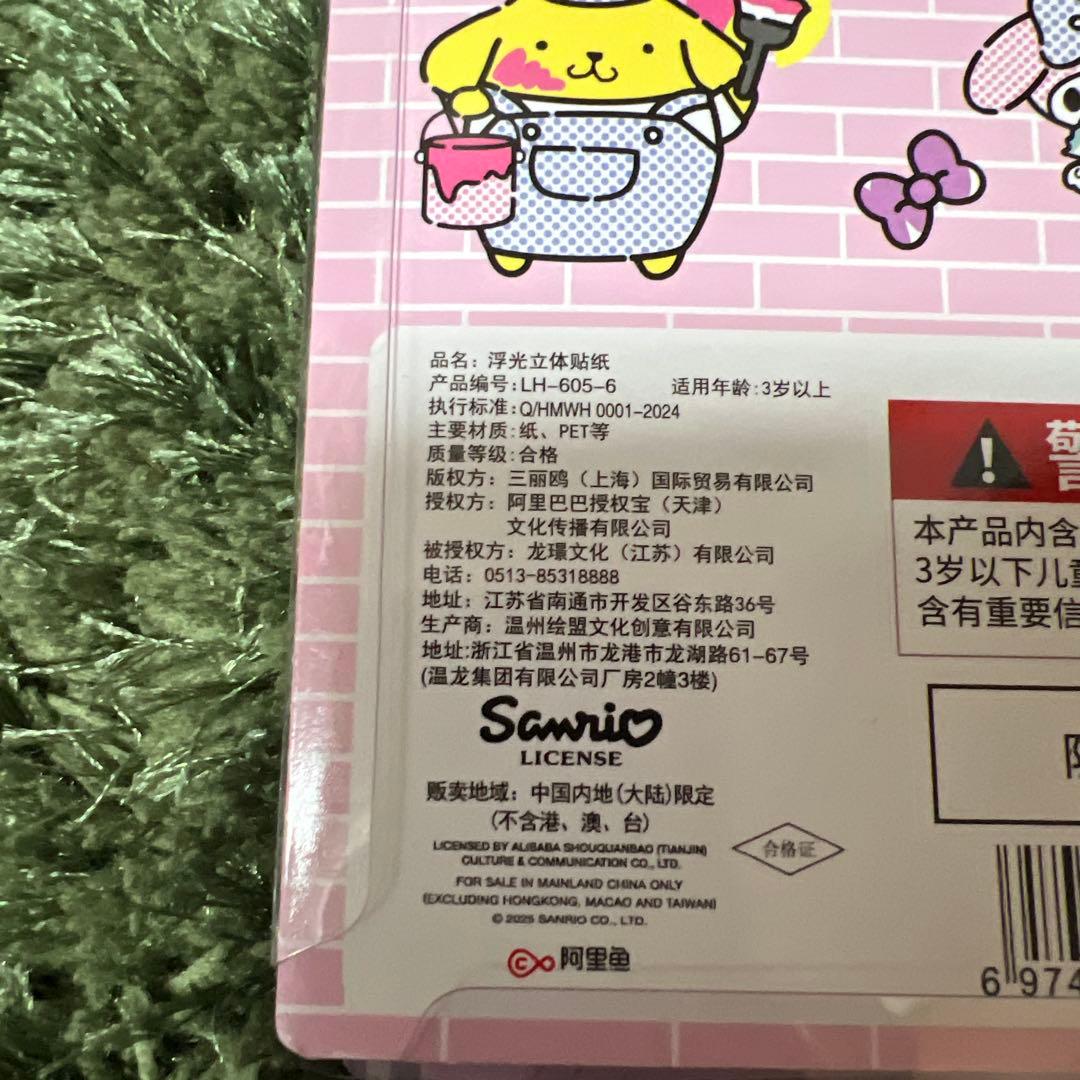 品名：浮光立体贴纸
产品编号:LH-605-6 适用年龄:3岁以上
执行标准:Q/HMWH 0001-2024
主要材质:纸、PET等
质量等级:合格
版权方：三丽鸥（上海）国际贸易有限公司
授权方：阿里巴巴授权宝（天津）
文化传播有限公司
被授权方：龙璟文化（江苏）有限公司
电话：0513-85318888
地址：江苏省南通市开发区谷东路36号
生产商：温州绘盟文化创意有限公司
地址:浙江省温州市龙港市龙湖路61-67号
(温龙集团有限公司厂房2幢3楼)
Sanrio
LICENSE
贩卖地域：中国内地(大陆)限定
(不含港、澳、台)
LICENSED BY ALIBABA SHOUQUANBAO (TIANJIN)
CULTURE & COMMUNICATION CO., LTD.
FOR SALE IN MAINLAND CHINA ONLY
(EXCLUDING HONGKONG, MACAO AND TAIWAN)
© 2025 SANRIO CO., LTD.
阿里鱼
合格证
本产品内含
3岁以下儿童
含有重要信
6 974